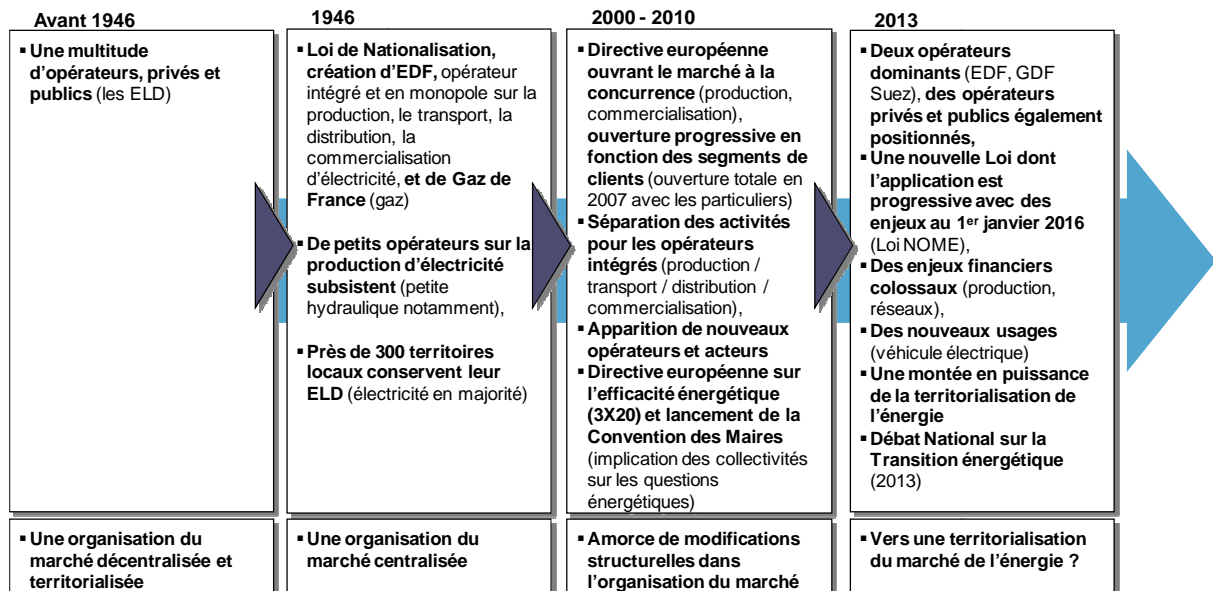 Avant 1946
▪ Une multitude
d’opérateurs, privés et
publics (les ELD)
▪ Une organisation du
marché décentralisée et
territorialisée
1946
▪ Loi de Nationalisation,
création d’EDF, opérateur
intégré et en monopole sur la
production, le transport, la
distribution, la
commercialisation
d’électricité, et de Gaz de
France (gaz)
▪ De petits opérateurs sur la
production d’électricité
subsistent (petite
hydraulique notamment),
▪ Près de 300 territoires
locaux conservent leur
ELD (électricité en majorité)
▪ Une organisation du
marché centralisée
2000 - 2010
▪ Directive européenne
ouvrant le marché à la
concurrence (production,
commercialisation),
ouverture progressive en
fonction des segments de
clients (ouverture totale en
2007 avec les particuliers)
▪ Séparation des activités
pour les opérateurs
intégrés (production /
transport / distribution /
commercialisation),
▪ Apparition de nouveaux
opérateurs et acteurs
▪ Directive européenne sur
l’efficacité énergétique
(3X20) et lancement de la
Convention des Maires
(implication des collectivités
sur les questions
énergétiques)
▪ Amorce de modifications
structurelles dans
l’organisation du marché
2013
▪ Deux opérateurs
dominants (EDF, GDF
Suez), des opérateurs
privés et publics également
positionnés,
▪ Une nouvelle Loi dont
l’application est
progressive avec des
enjeux au 1er janvier 2016
(Loi NOME),
▪ Des enjeux financiers
colossaux (production,
réseaux),
▪ Des nouveaux usages
(véhicule électrique)
▪ Une montée en puissance
de la territorialisation de
l’énergie
▪ Débat National sur la
Transition énergétique
(2013)
▪ Vers une territorialisation
du marché de l’énergie ?